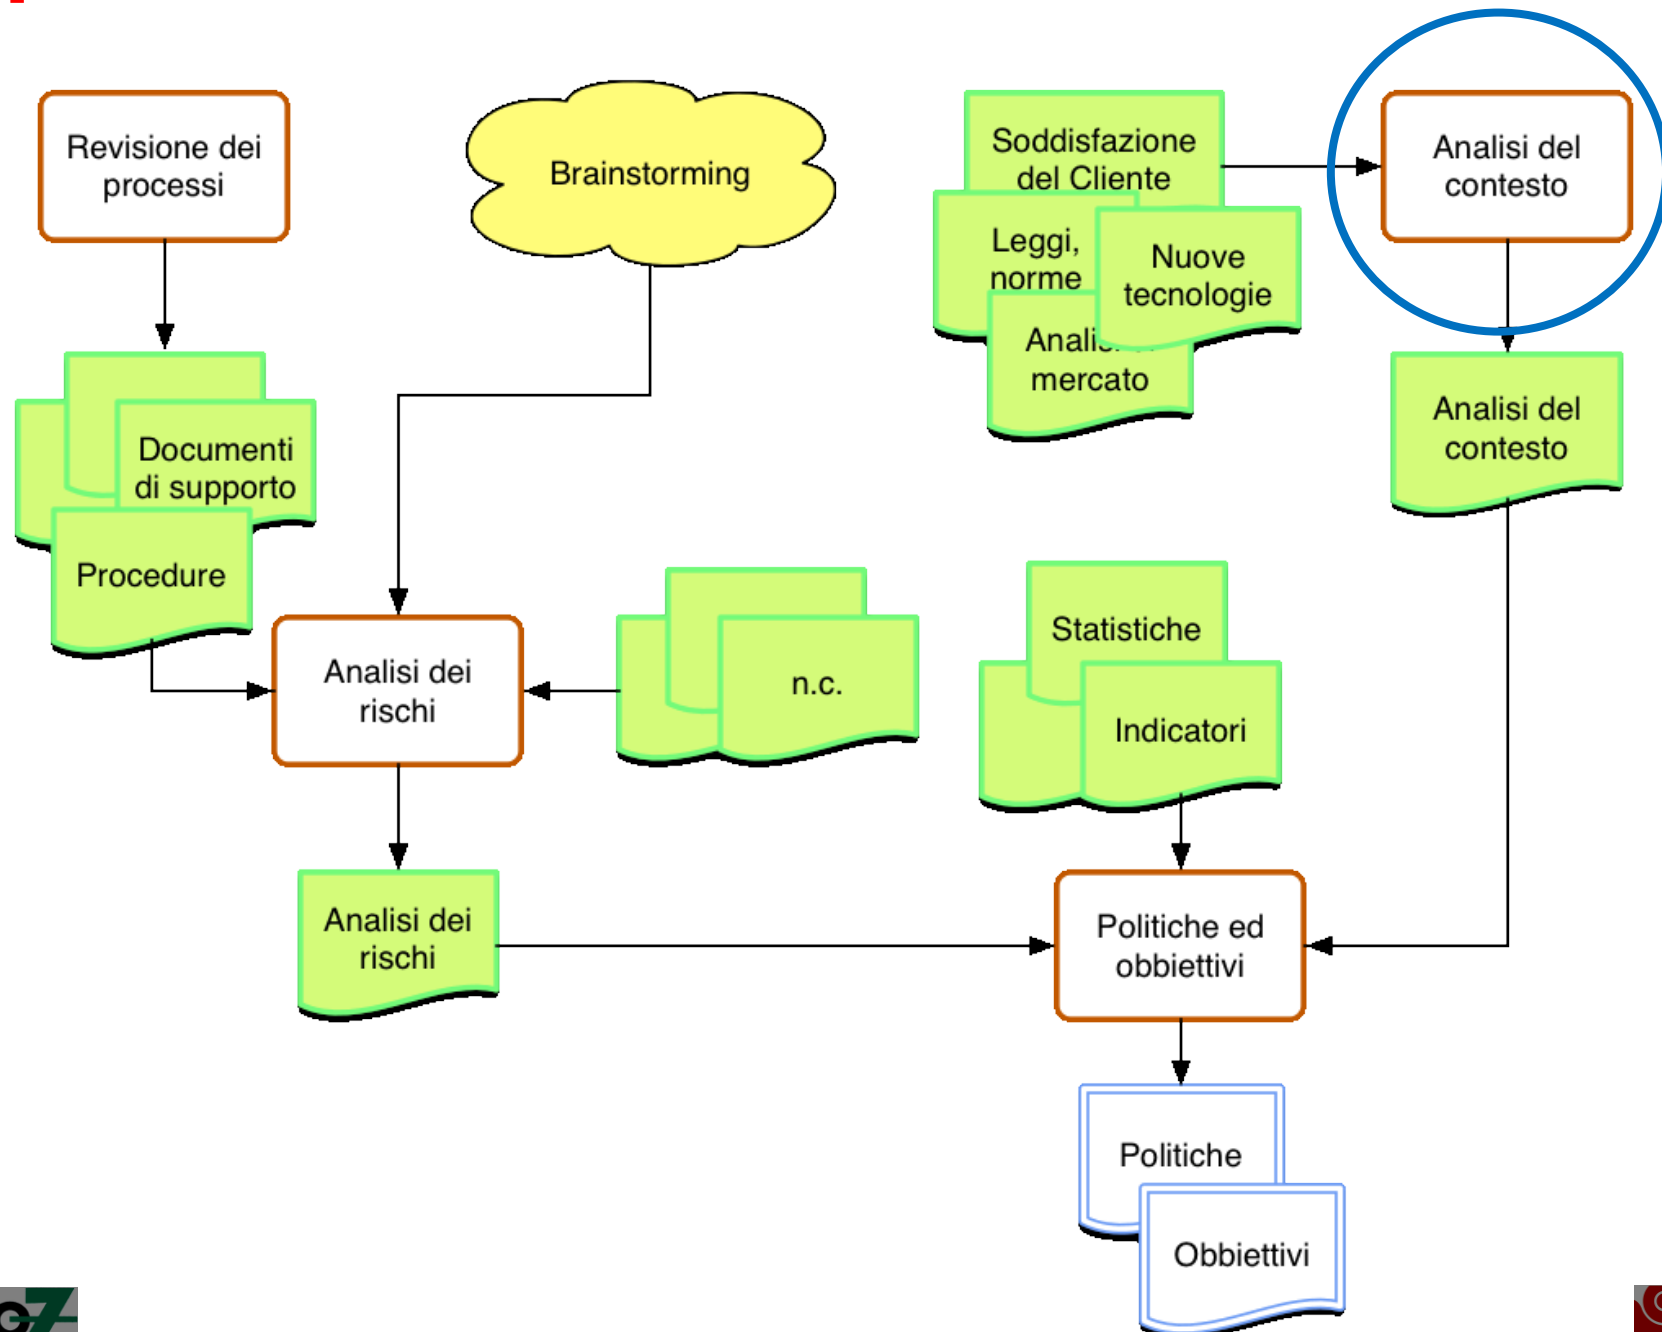 Revisione dei
processi
Brainstorming
Soddisfazione
del Cliente
Leggi,
norme
Nuove
tecnologie
mercato
Analisi del
contesto
Analisi del
contesto
Documenti
di supporto
Procedure
Analisi dei
rischi
n.c.
Statistiche
Indicatori
Analisi dei
rischi
Politiche ed
obbiettivi
Politiche
Obbiettivi